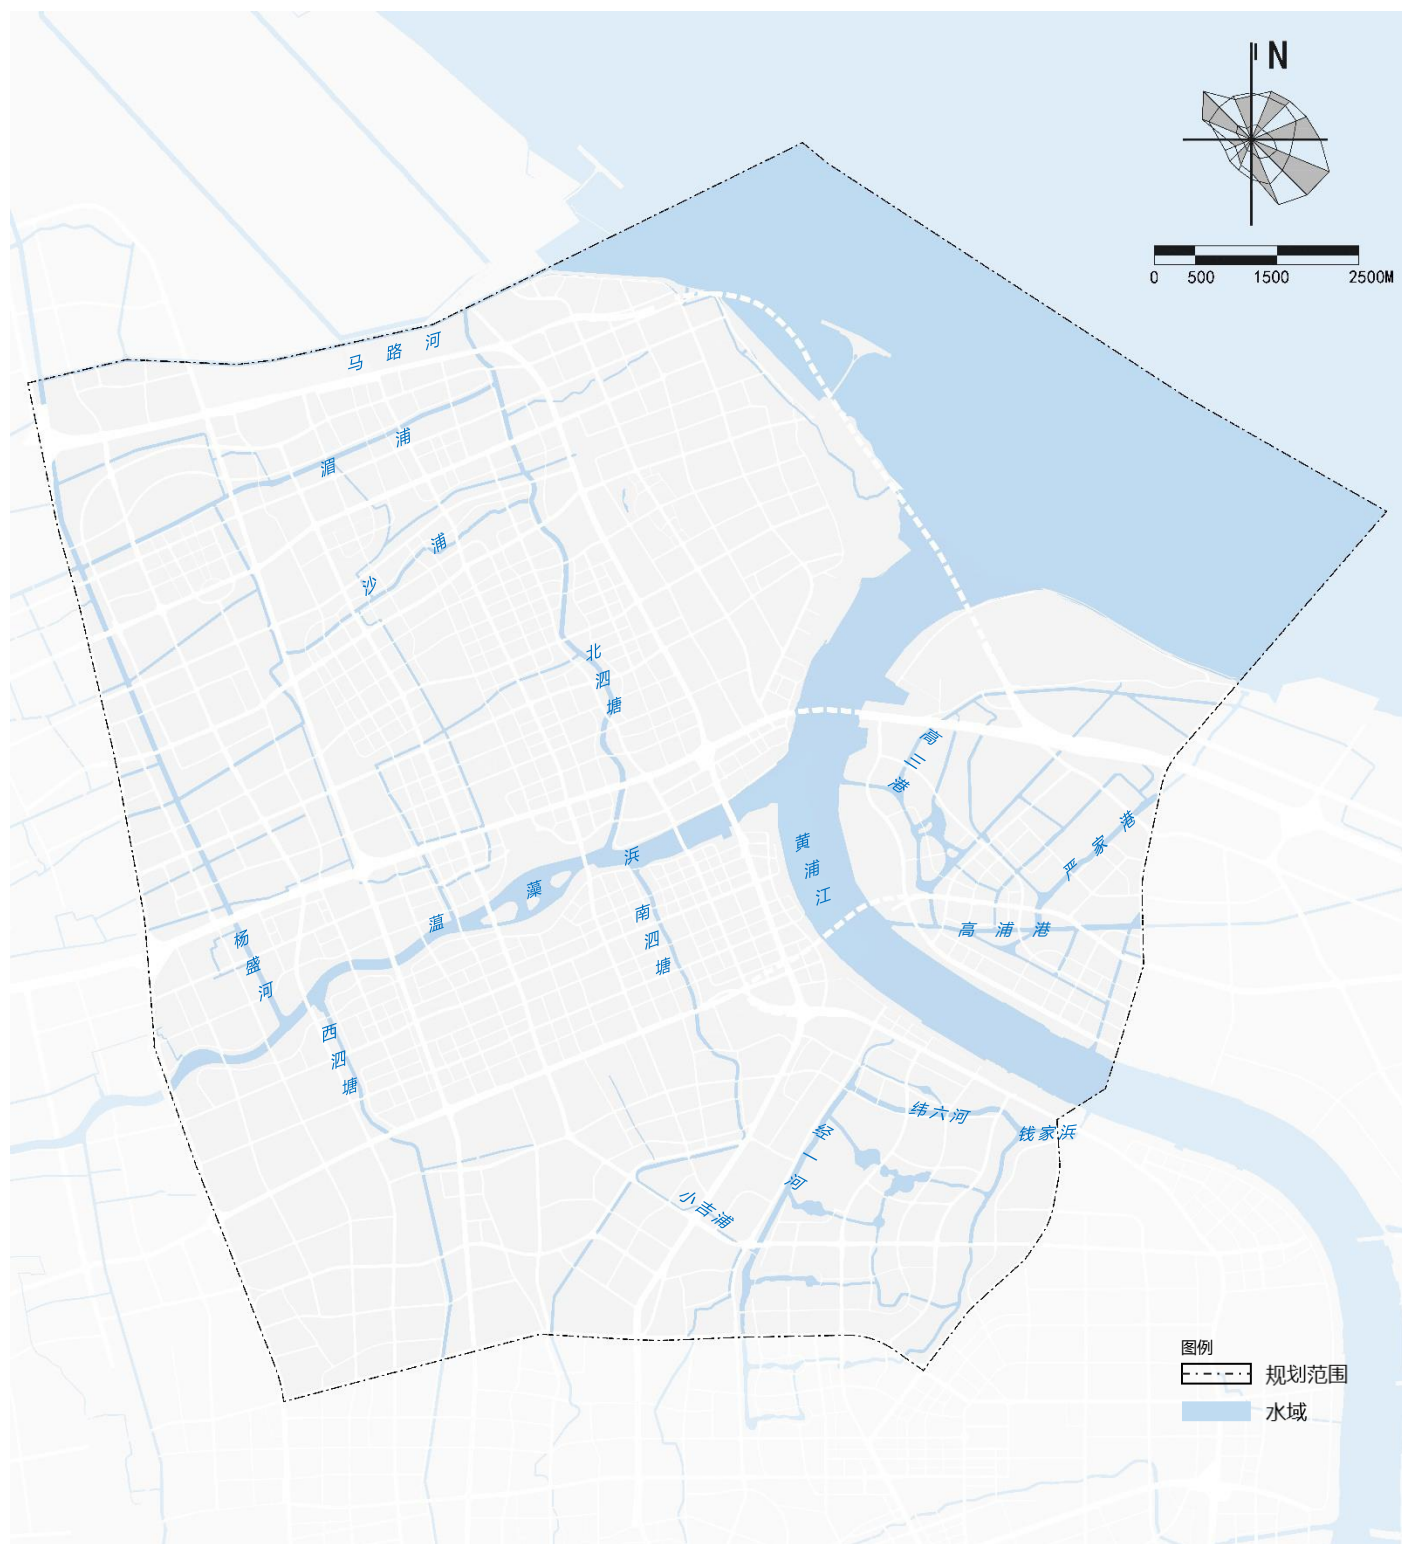 N
0 500 1500 2500M
马路河
湄浦
沙浦
北泗塘
高三港
严家港
黄浦江
蕰藻浜
南泗塘
高浦港
杨盛河
西泗塘
纬六河
钱家浜
经一河
小吉浦
图例
规划范围
水域